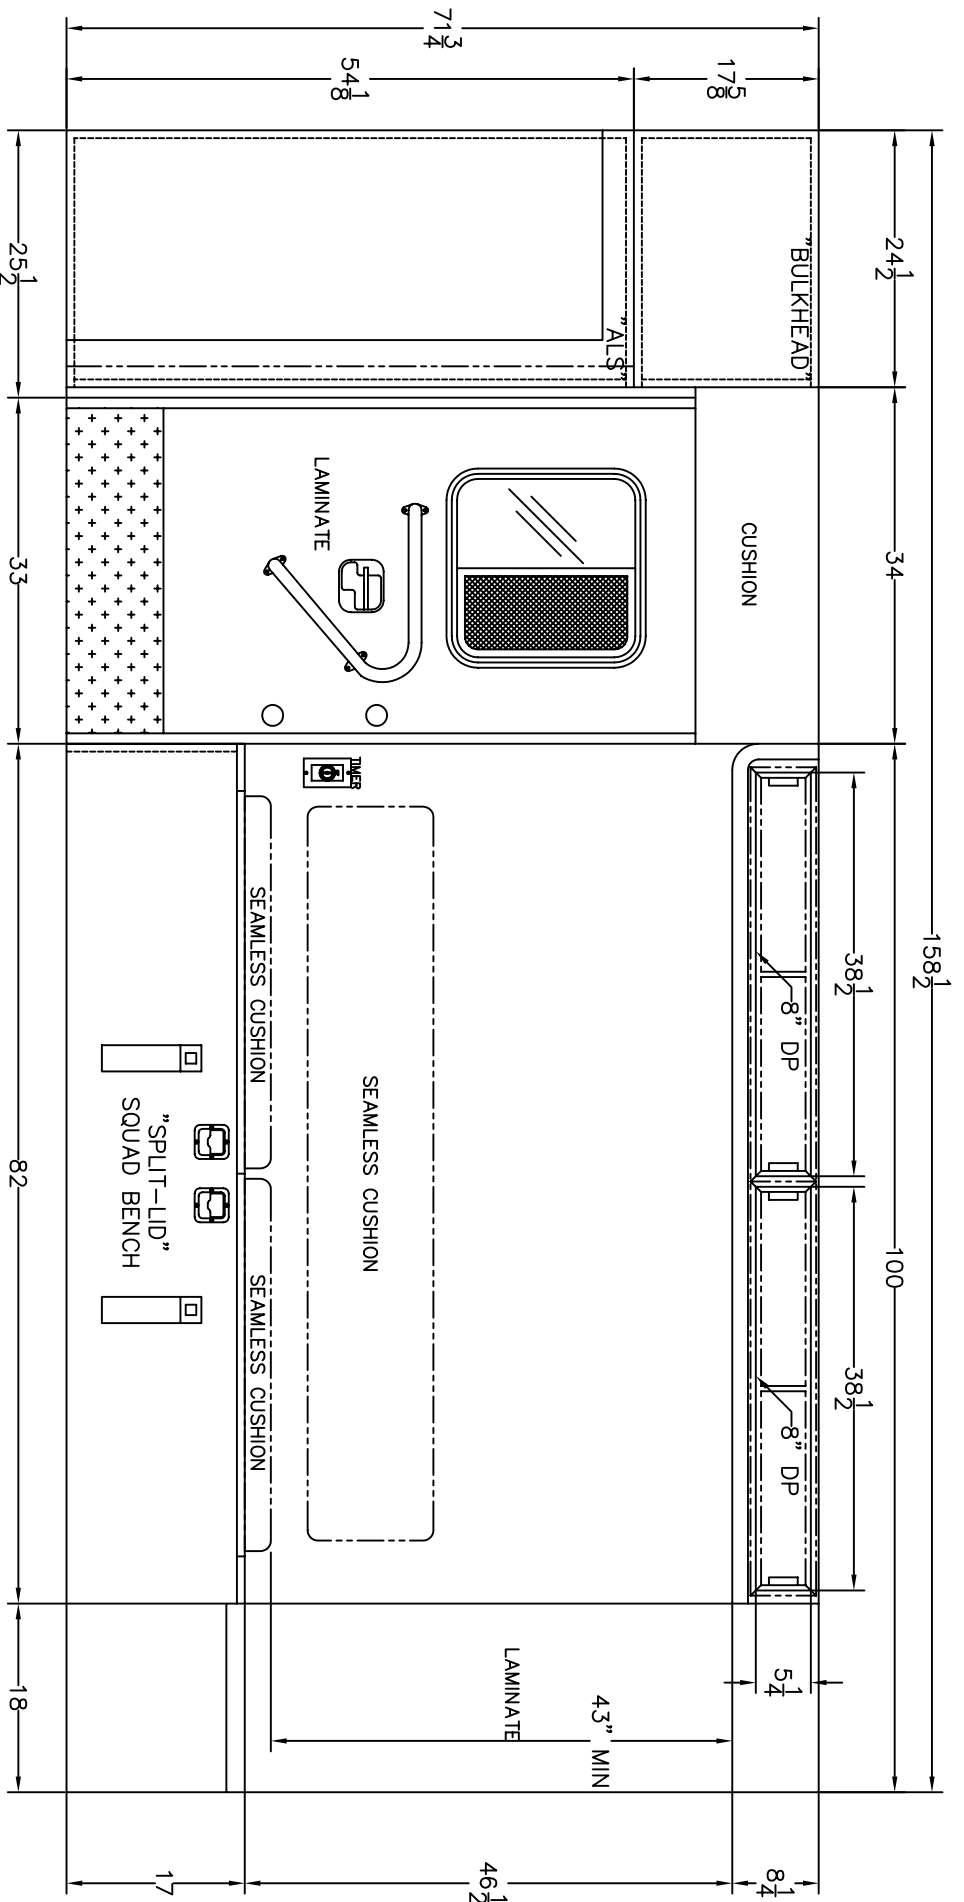 158 1/2
24 1/2
34
100
38 1/2
38 1/2
"BULKHEAD"
CUSHION
8" DP
8" DP
5 1/4
8 1/4
17 5/8
71 3/4
54 1/8
"ALS"
LAMINATE
TIMER
SEAMLESS CUSHION
SEAMLESS CUSHION
SEAMLESS CUSHION
43" MIN
LAMINATE
46 1/2
"SPLIT-LID"
SQUAD BENCH
17
25 1/2
33
82
18